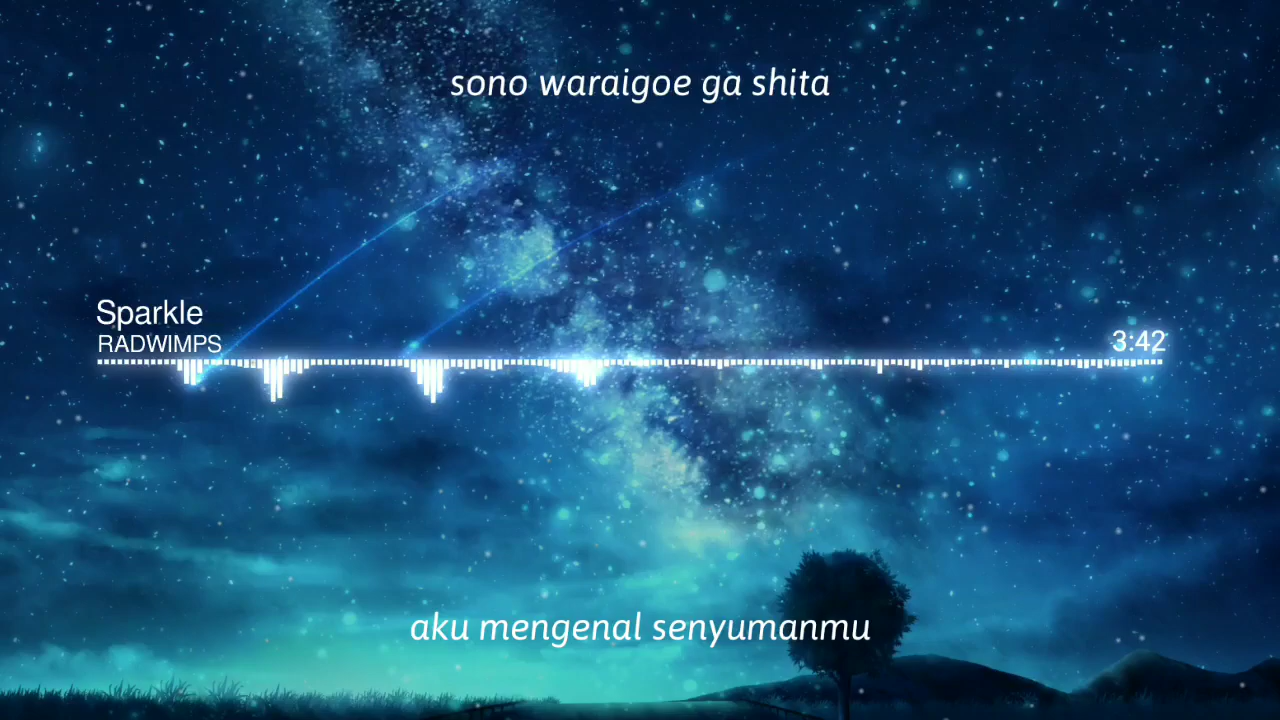 sono waraigoe ga shita
Sparkle
RADWIMPS
3:42
aku mengenal senyumanmu